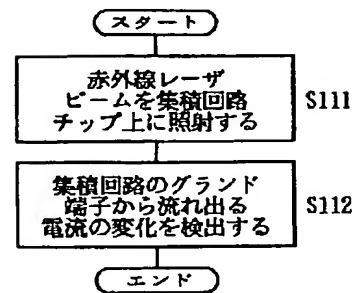 スタート
赤外線レーザ
ビームを集積回路
チップ上に照射する
S111
集積回路のグランド
端子から流れ出る
電流の変化を検出する
S112
エンド